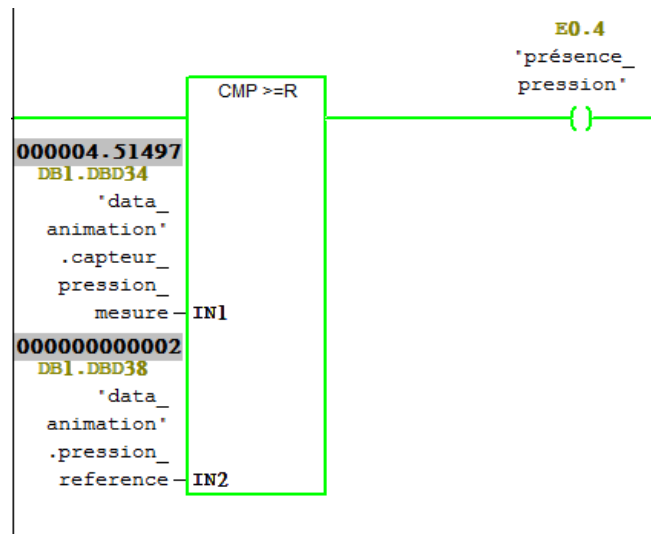 E0.4
"présence_
pression"
CMP >=R
( )
000004.51497
DB1.DBD34
"data_
animation"
.capteur_
pression_
mesure
IN1
000000000002
DB1.DBD38
"data_
animation"
.pression_
reference
IN2